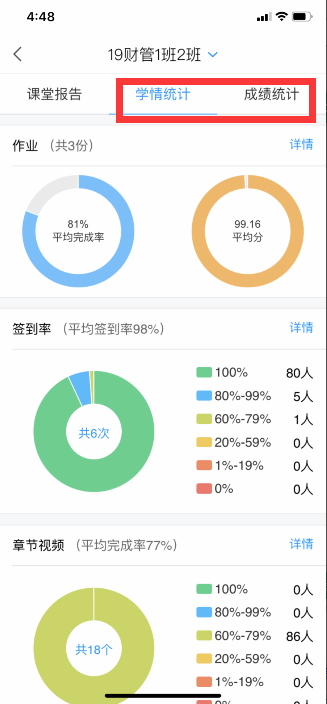 4:48
19财管1班2班
课堂报告 学情统计 成绩统计
作业 （共3份） 详情
81% 99.16
平均完成率 平均分
签到率 （平均签到率98%） 详情
100% 80人
80%-99% 5人
60%-79% 1人
共6次
20%-59% 0人
1%-19% 0人
0% 0人
章节视频 （平均完成率77%） 详情
100% 0人
80%-99% 0人
60%-79% 86人
共18个
20%-59% 0人
1%-19% 0人
0% 0人